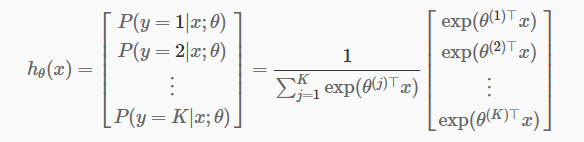 h_θ(x) = [ P(y = 1|x; θ) P(y = 2|x; θ) ⋮ P(y = K|x; θ) ] = 1 / ∑_{j=1}^{K} exp(θ^{(j)⊤} x) [ exp(θ^{(1)⊤} x) exp(θ^{(2)⊤} x) ⋮ exp(θ^{(K)⊤} x) ]